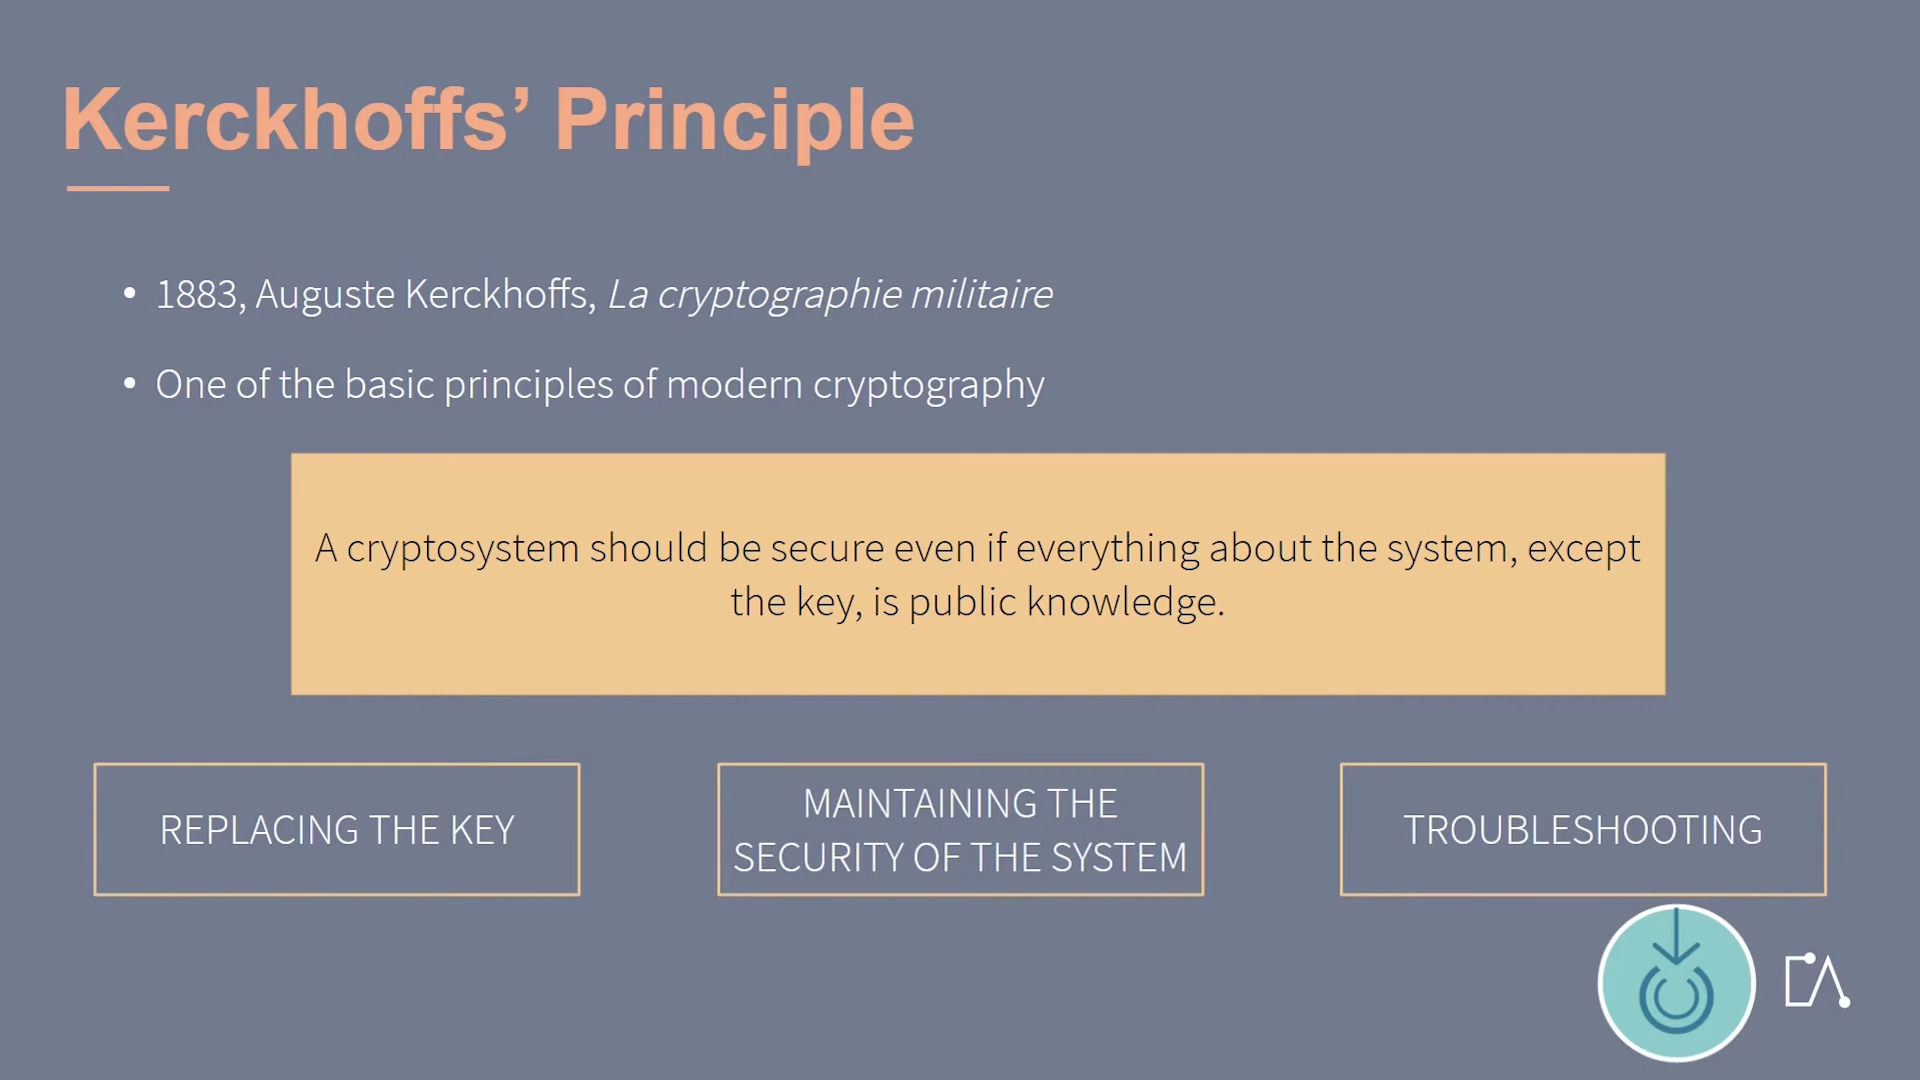 Kerckhoffs’ Principle
• 1883, Auguste Kerckhoffs, La cryptographie militaire
• One of the basic principles of modern cryptography
A cryptosystem should be secure even if everything about the system, except
the key, is public knowledge.
REPLACING THE KEY
MAINTAINING THE
SECURITY OF THE SYSTEM
TROUBLESHOOTING